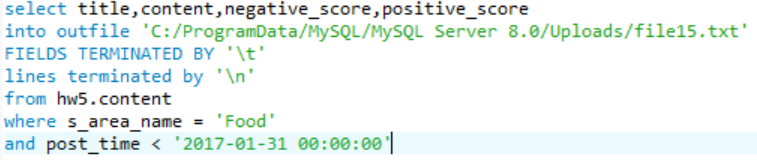 select title,content,negative_score,positive_score
into outfile 'C:/ProgramData/MySQL/MySQL Server 8.0/Uploads/file15.txt'
FIELDS TERMINATED BY '\t'
lines terminated by '\n'
from hw5.content
where s_area_name = 'Food'
and post_time < '2017-01-31 00:00:00'